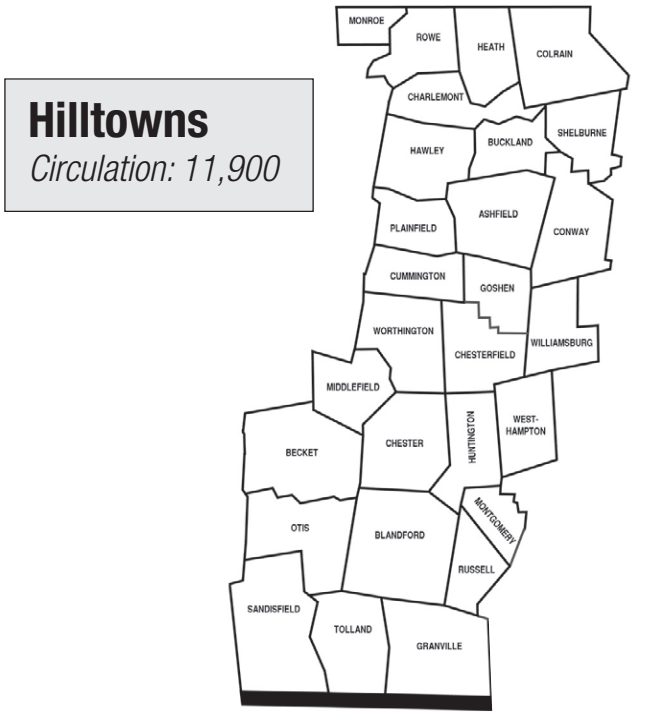 Hilltowns
Circulation: 11,900
MONROE
ROWE
HEATH
COLRAIN
CHARLEMONT
HAWLEY
BUCKLAND
SHELBURNE
PLAINFIELD
ASHFIELD
CONWAY
CUMMINGTON
GOSHEN
WORTHINGTON
CHESTERFIELD
WILLIAMSBURG
MIDDLEFIELD
BECKET
CHESTER
HUNTINGTON
WEST-
HAMPTON
OTIS
BLANDFORD
MONTGOMERY
RUSSELL
SANDISFIELD
TOLLAND
GRANVILLE